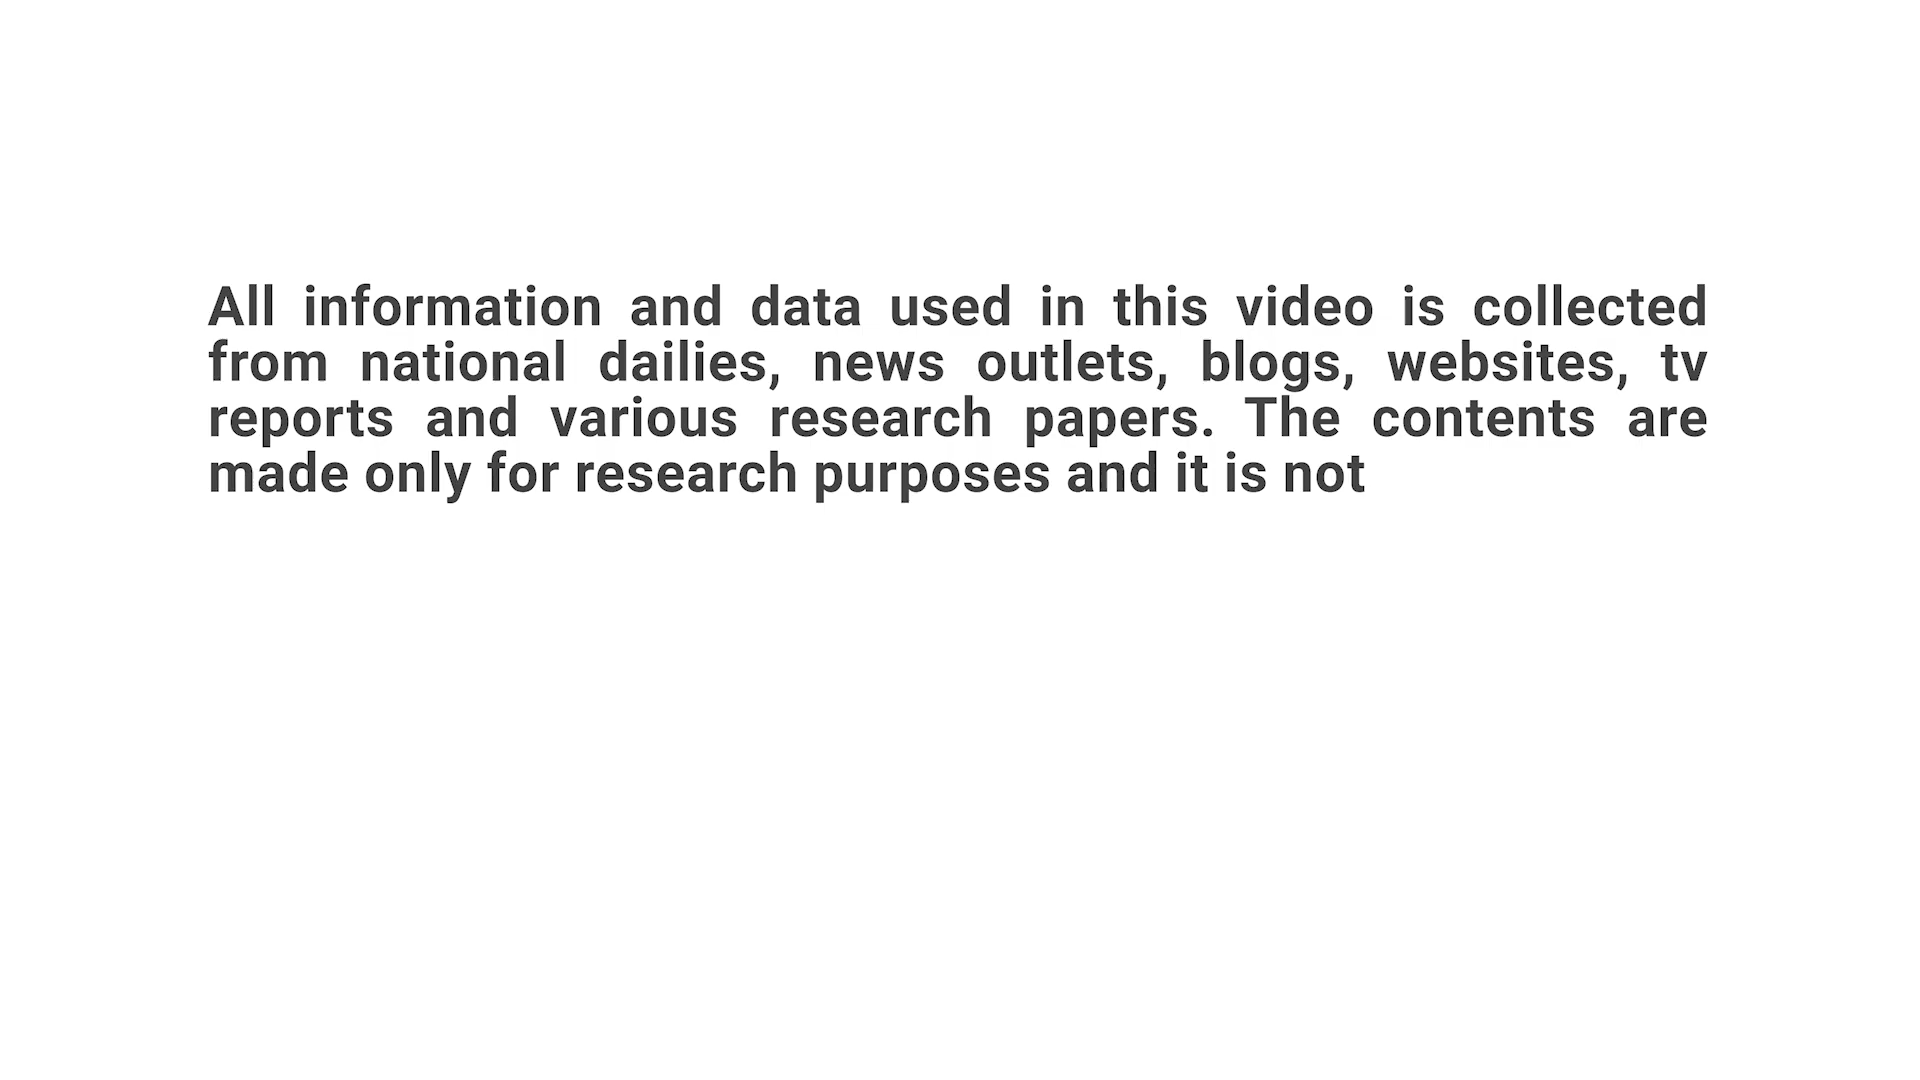 All information and data used in this video is collected
from national dailies, news outlets, blogs, websites, tv
reports and various research papers. The contents are
made only for research purposes and it is not